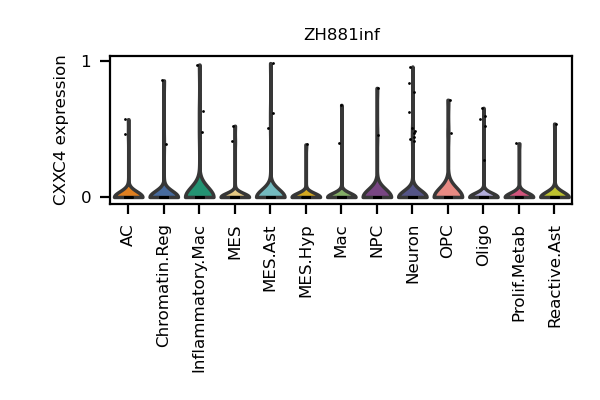 ZH881inf
CXXC4 expression
1
0
AC
Chromatin.Reg
Inflammatory.Mac
MES
MES.Ast
MES.Hyp
Mac
NPC
Neuron
OPC
Oligo
Prolif.Metab
Reactive.Ast